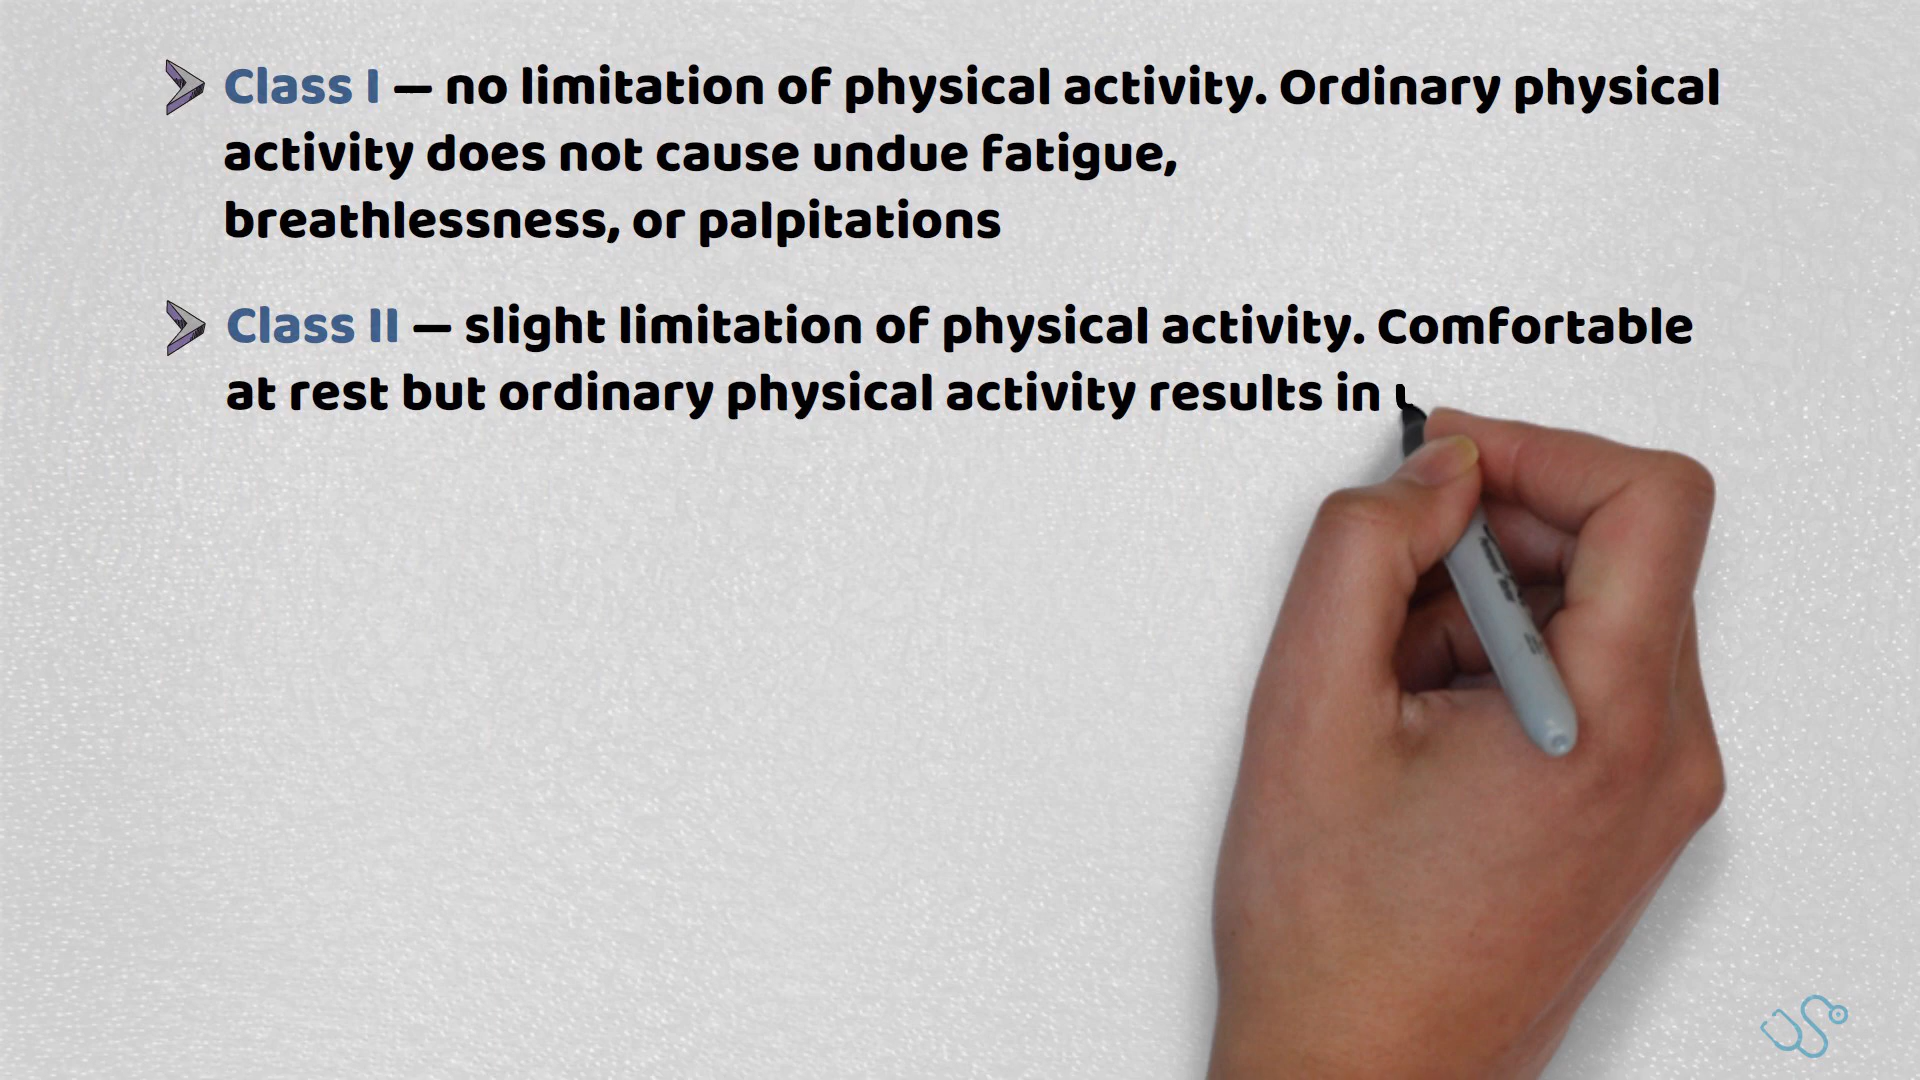 Class I — no limitation of physical activity. Ordinary physical
activity does not cause undue fatigue,
breathlessness, or palpitations
Class II — slight limitation of physical activity. Comfortable
at rest but ordinary physical activity results in